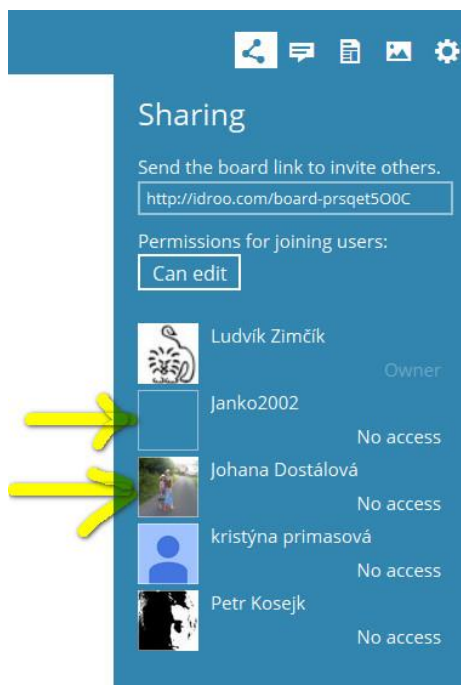 Sharing
Send the board link to invite others.
http://idroo.com/board-prsqet5O0C
Permissions for joining users:
Can edit
Ludvík Zimčík
Owner
Janko2002
No access
Johana Dostálová
No access
kristýna primasová
No access
Petr Kosejk
No access